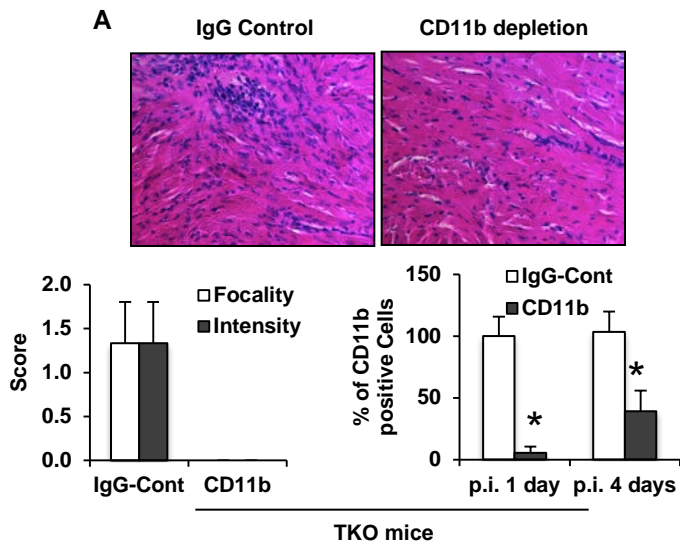 A
IgG Control
CD11b depletion
2.0
1.5
1.0
0.5
0.0
Score
Focality
Intensity
IgG-Cont
CD11b
150
100
50
0
% of CD11b
positive Cells
IgG-Cont
CD11b
*
*
p.i. 1 day
p.i. 4 days
TKO mice